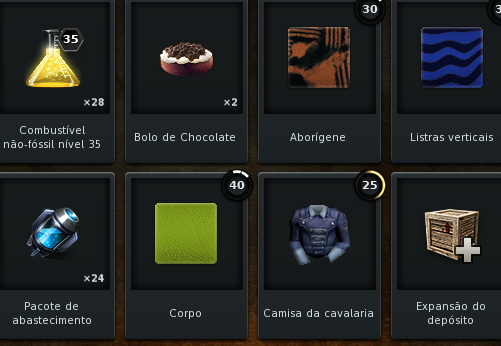 35
×28
Combustível
não-fóssil nível 35
×2
Bolo de Chocolate
30
Aborígene
Listras verticais
×24
Pacote de
abastecimento
40
Corpo
25
Camisa da cavalaria
Expansão do
depósito